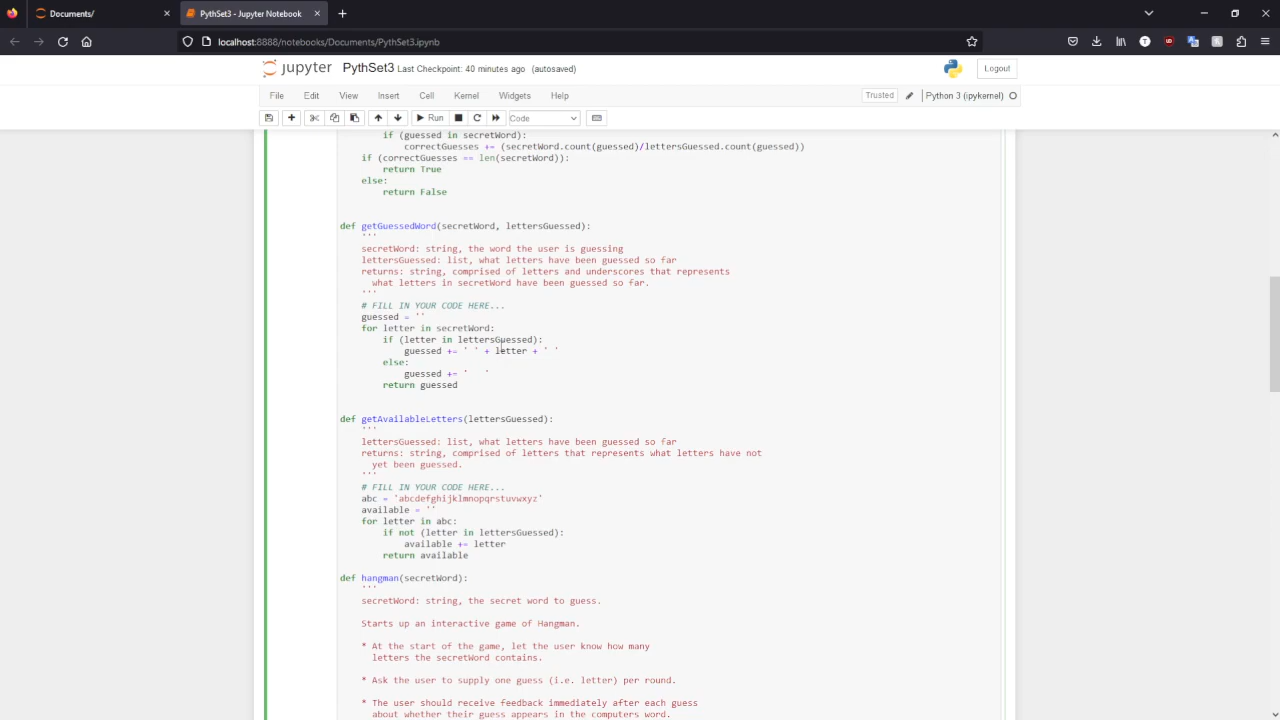 Documents/
PythSet3 - Jupyter Notebook
localhost:8888/notebooks/Documents/PythSet3.ipynb
jupyter PythSet3 Last Checkpoint: 40 minutes ago (autosaved)
Logout
File Edit View Insert Cell Kernel Widgets Help
Trusted
Python 3 (ipykernel)
Run
Code
if (guessed in secretWord):
correctGuesses += (secretWord.count(guessed)/lettersGuessed.count(guessed))
if (correctGuesses == len(secretWord)):
return True
else:
return False
def getGuessedWord(secretWord, lettersGuessed):
'''
secretWord: string, the word the user is guessing
lettersGuessed: list, what letters have been guessed so far
returns: string, comprised of letters and underscores that represents
what letters in secretWord have been guessed so far.
'''
# FILL IN YOUR CODE HERE...
guessed = ''
for letter in secretWord:
if (letter in lettersGuessed):
guessed += ' ' + letter + ' '
else:
guessed += '   '
return guessed
def getAvailableLetters(lettersGuessed):
'''
lettersGuessed: list, what letters have been guessed so far
returns: string, comprised of letters that represents what letters have not
yet been guessed.
'''
# FILL IN YOUR CODE HERE...
abc = 'abcdefghijklmnopqrstuvwxyz'
available = ''
for letter in abc:
if not (letter in lettersGuessed):
available += letter
return available
def hangman(secretWord):
'''
secretWord: string, the secret word to guess.
Starts up an interactive game of Hangman.
* At the start of the game, let the user know how many
letters the secretWord contains.
* Ask the user to supply one guess (i.e. letter) per round.
* The user should receive feedback immediately after each guess
about whether their guess appears in the computers word.